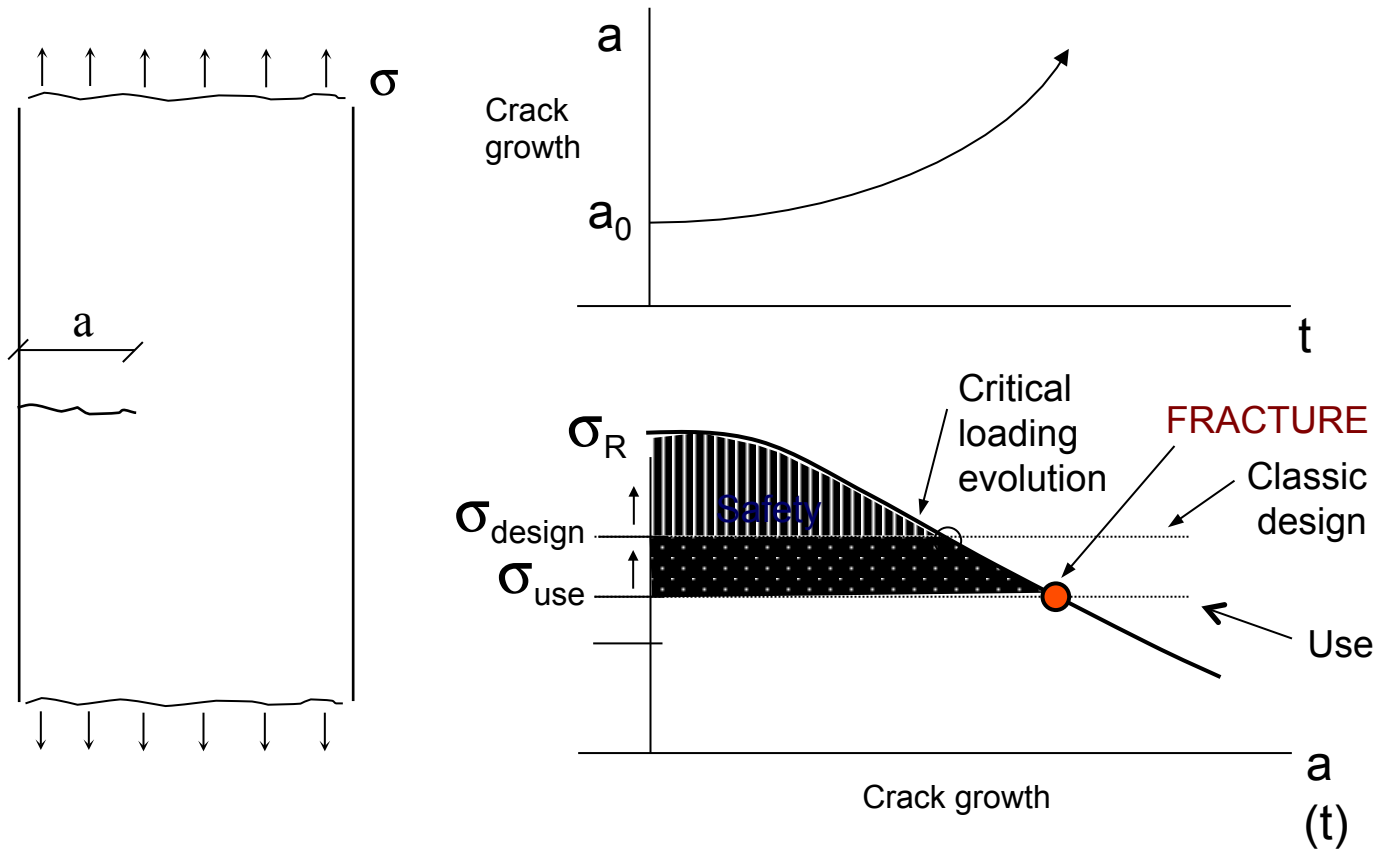 σ
a
a
Crack
growth
a0
t
σR
σdesign
σuse
Safety
Critical
loading
evolution
FRACTURE
Classic
design
Use
a
(t)
Crack growth